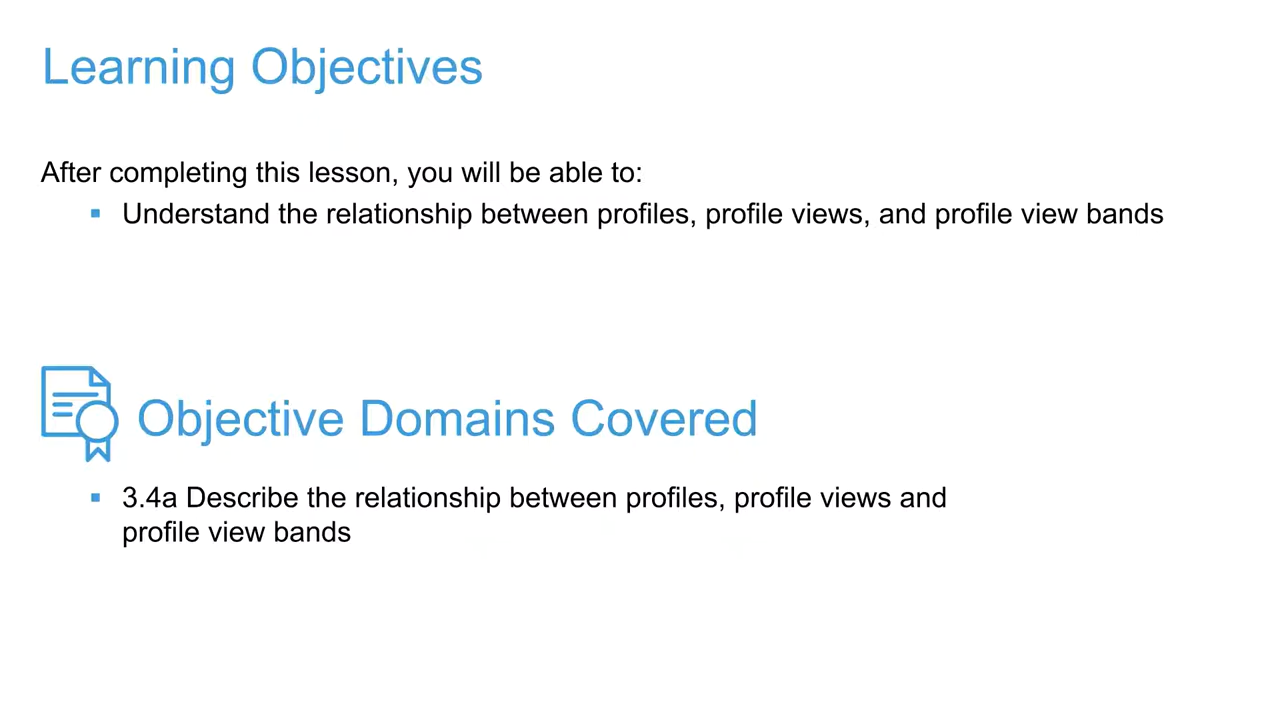 Learning Objectives
After completing this lesson, you will be able to:
▪ Understand the relationship between profiles, profile views, and profile view bands
Objective Domains Covered
▪ 3.4a Describe the relationship between profiles, profile views and
profile view bands